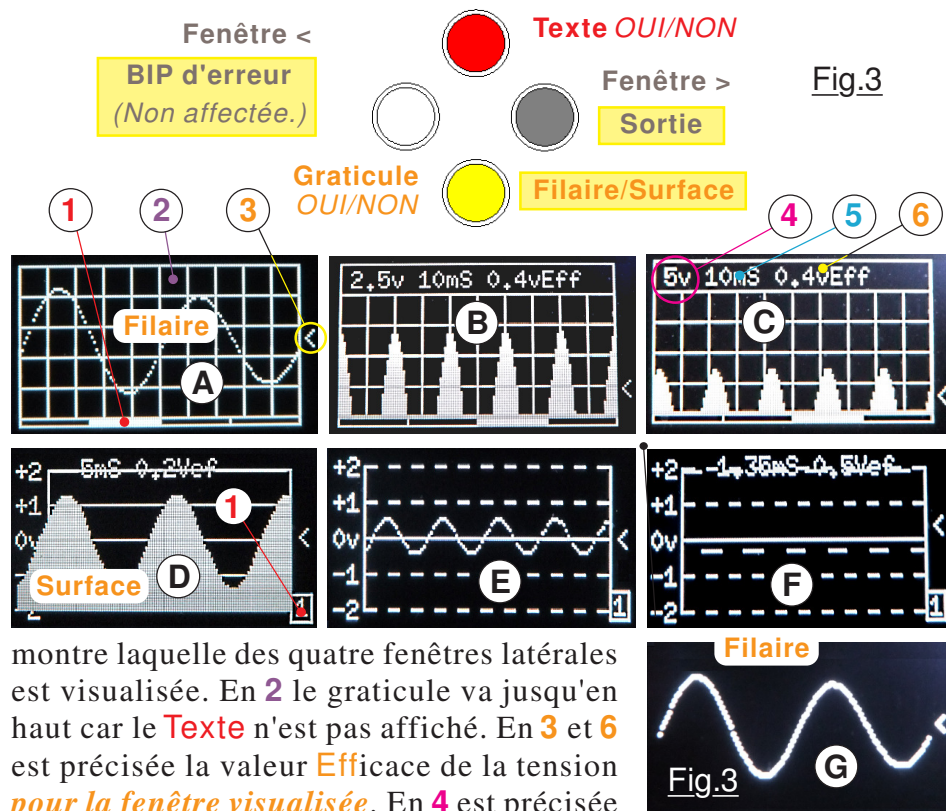 Fenêtre <
BIP d'erreur
(Non affectée.)
Texte OUI/NON
Fenêtre >
Sortie
Fig.3
Graticule
OUI/NON
Filaire/Surface
1
2
3
4
5
6
Filaire
A
<
2.5v 10mS 0.4vEff
B
<
5v 10mS 0.4vEff
C
<
+2
5mS 0.2Vef
+1
0v
-2
1
Surface
D
<
1
+2
+1
0v
-1
-2
E
<
1
+2
-1.35mS-0.5Vef
+1
0v
-1
-2
F
<
1
montre laquelle des quatre fenêtres latérales
est visualisée. En 2 le graticule va jusqu'en
haut car le Texte n'est pas affiché. En 3 et 6
est précisée la valeur Efficace de la tension
pour la fenêtre visualisée. En 4 est précisée
Filaire
Fig.3
G
<